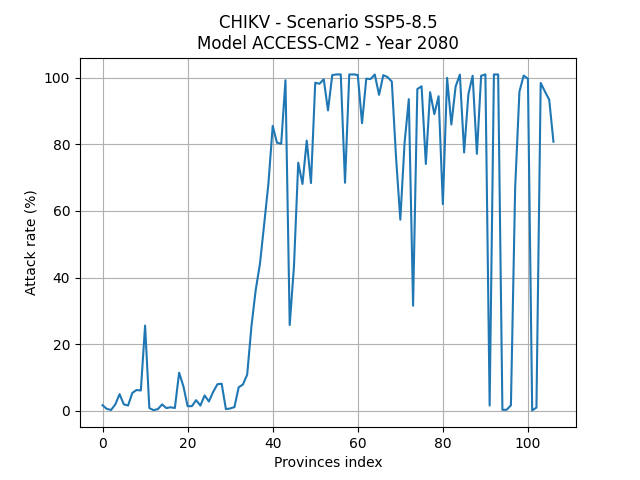 CHIKV - Scenario SSP5-8.5
Model ACCESS-CM2 - Year 2080
Attack rate (%)
100
80
60
40
20
0
0 20 40 60 80 100
Provinces index